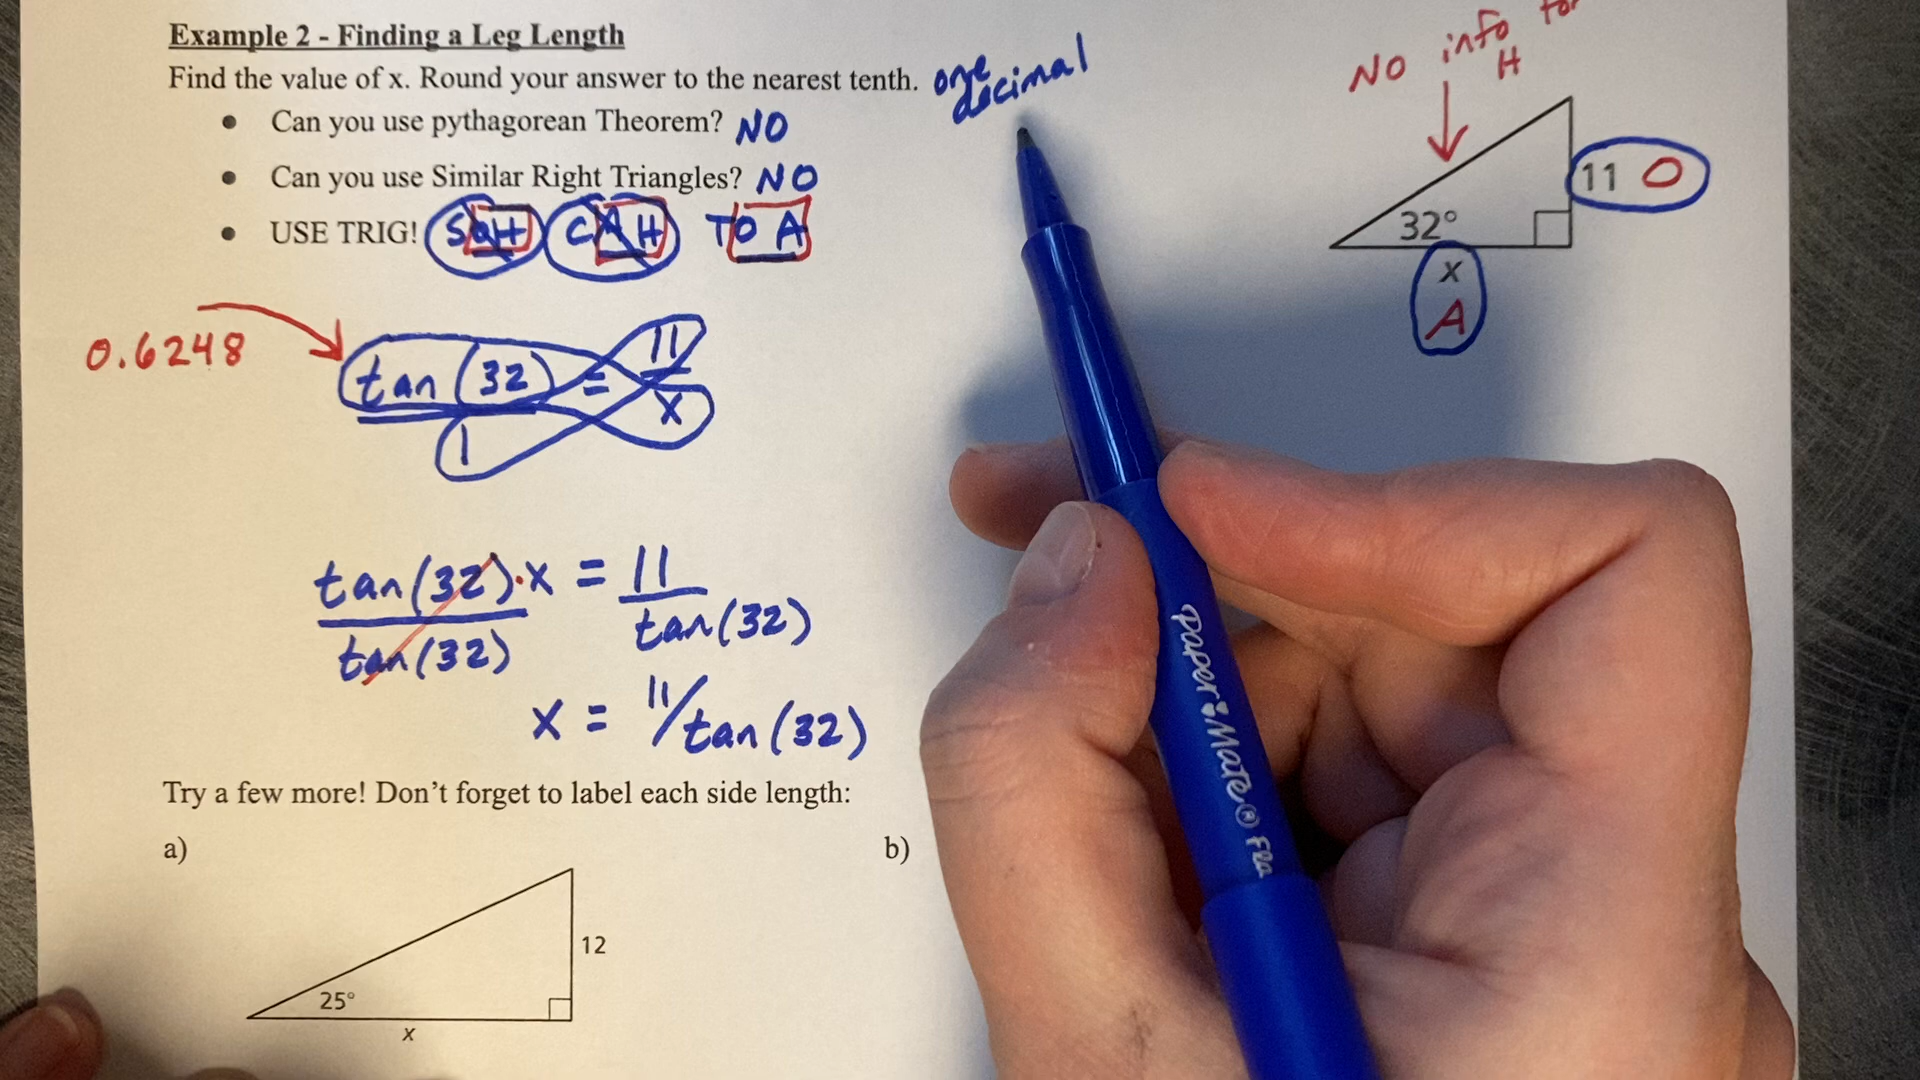 Example 2 - Finding a Leg Length
Find the value of x. Round your answer to the nearest tenth. one decimal
• Can you use pythagorean Theorem? NO
• Can you use Similar Right Triangles? NO
• USE TRIG! SOH CAH TOA
NO info for
H
11 O
32°
x
A
0.6248
tan (32) = 11
1 x
tan(32)·x = 11
tan(32) tan(32)
x = 11/tan(32)
Try a few more! Don't forget to label each side length:
a) b)
12
25°
x
paper mate®